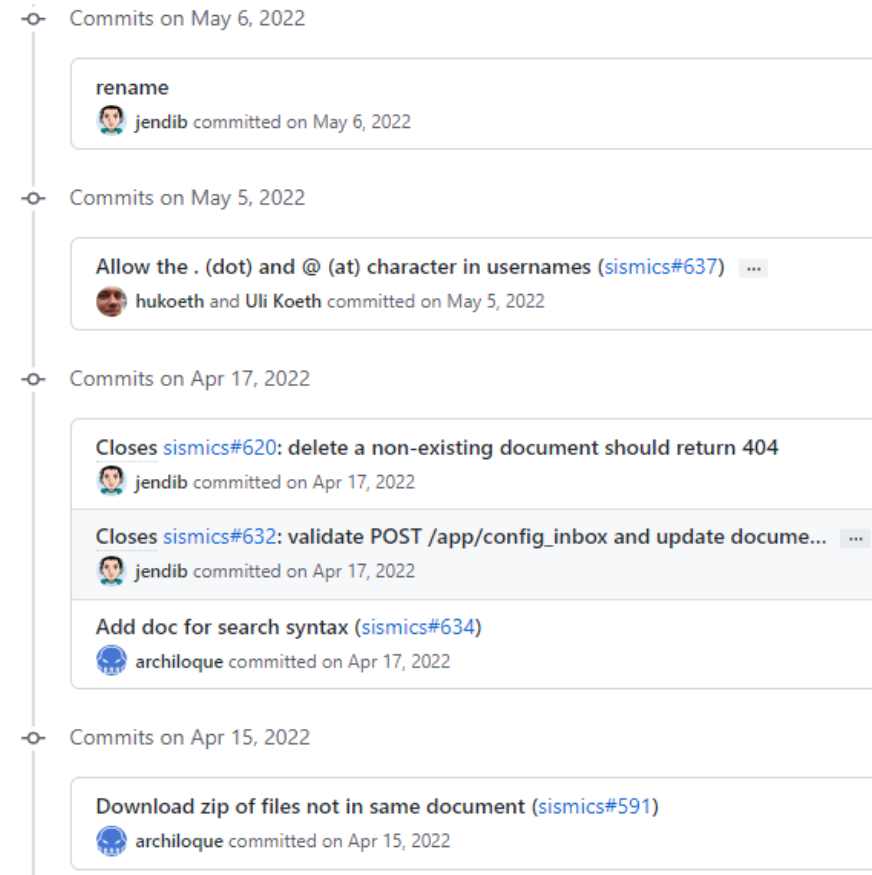 Commits on May 6, 2022
rename
jendib committed on May 6, 2022
Commits on May 5, 2022
Allow the . (dot) and @ (at) character in usernames (sismics#637) ...
hukoeth and Uli Koeth committed on May 5, 2022
Commits on Apr 17, 2022
Closes sismics#620: delete a non-existing document should return 404
jendib committed on Apr 17, 2022
Closes sismics#632: validate POST /app/config_inbox and update docume... ...
jendib committed on Apr 17, 2022
Add doc for search syntax (sismics#634)
archiloque committed on Apr 17, 2022
Commits on Apr 15, 2022
Download zip of files not in same document (sismics#591)
archiloque committed on Apr 15, 2022